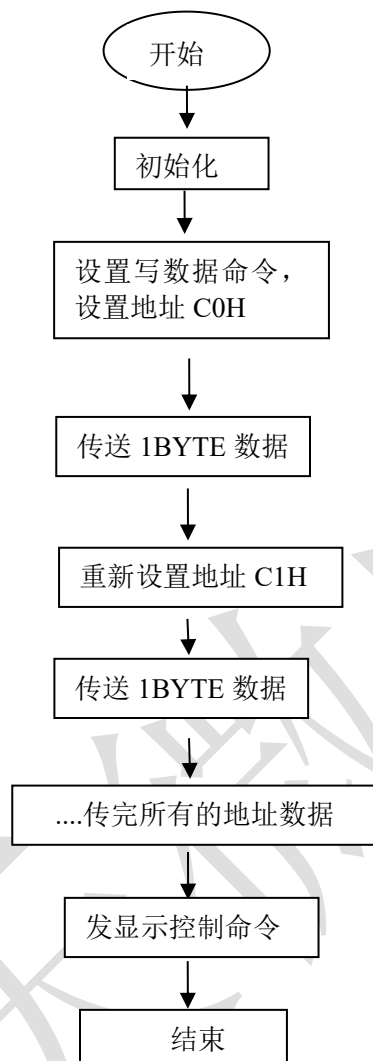 开始
初始化
设置写数据命令，
设置地址 C0H
传送 1BYTE 数据
重新设置地址 C1H
传送 1BYTE 数据
....传完所有的地址数据
发显示控制命令
结束